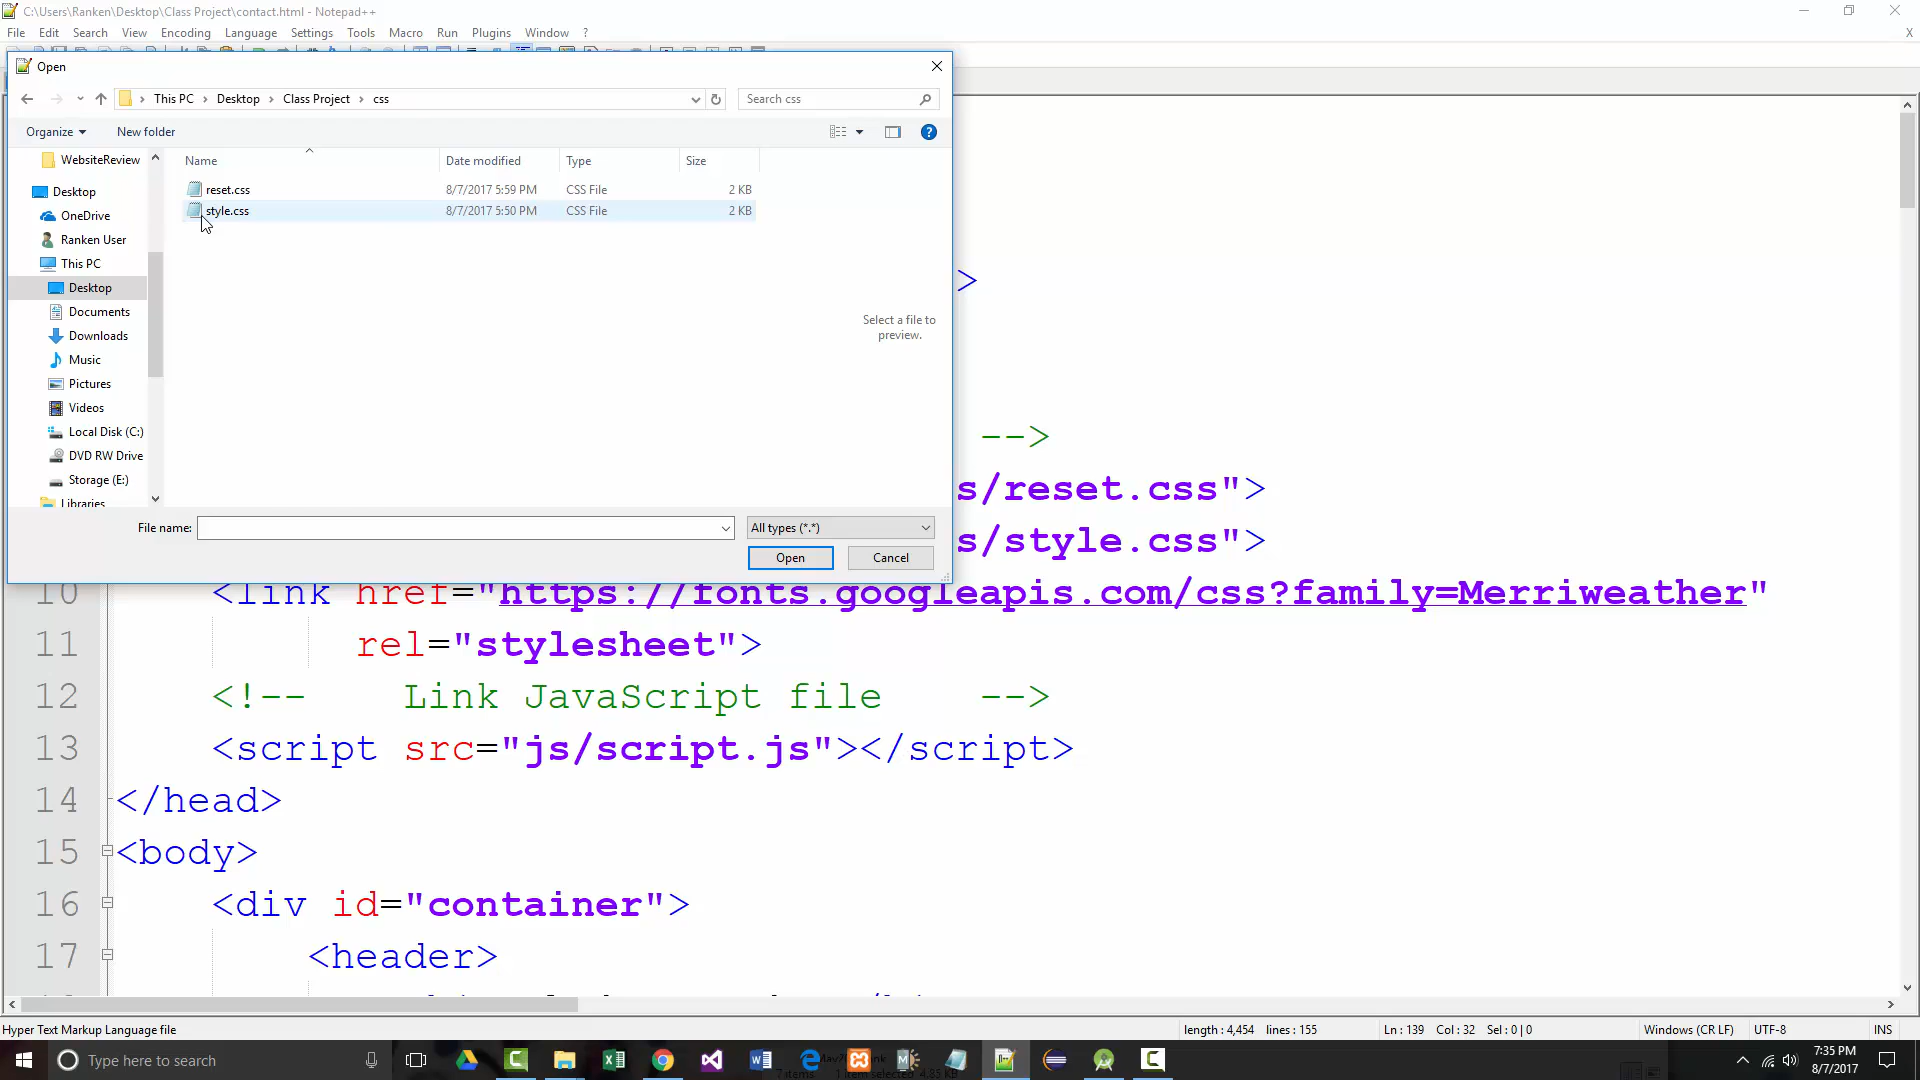 C:\Users\Ranken\Desktop\Class Project\contact.html - Notepad++
File Edit Search View Encoding Language Settings Tools Macro Run Plugins Window ? X
Open
This PC > Desktop > Class Project > css
Search css
Organize New folder
WebsiteReview
Desktop
OneDrive
Ranken User
This PC
Desktop
Documents
Downloads
Music
Pictures
Videos
Local Disk (C:)
DVD RW Drive
Storage (E:)
Libraries
Name Date modified Type Size
reset.css 8/7/2017 5:59 PM CSS File 2 KB
style.css 8/7/2017 5:50 PM CSS File 2 KB
Select a file to
preview.
File name: All types (*.*)
Open Cancel
>
-->
s/reset.css">
s/style.css">
10 <link href="https://fonts.googleapis.com/css?family=Merriweather"
11 rel="stylesheet">
12 <!-- Link JavaScript file -->
13 <script src="js/script.js"></script>
14 </head>
15 <body>
16 <div id="container">
17 <header>
Hyper Text Markup Language file length : 4,454 lines : 155 Ln : 139 Col : 32 Sel : 0 | 0 Windows (CR LF) UTF-8 INS
Type here to search
7:35 PM
8/7/2017